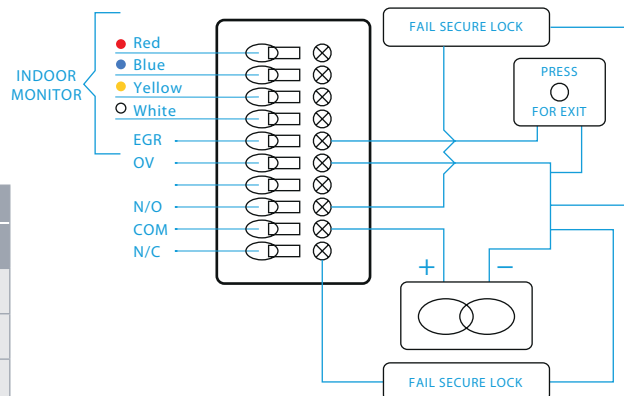 FAIL SECURE LOCK
Red
Blue
Yellow
White
INDOOR
MONITOR
PRESS
FOR EXIT
EGR
OV
N/O
COM
N/C
+ −
FAIL SECURE LOCK